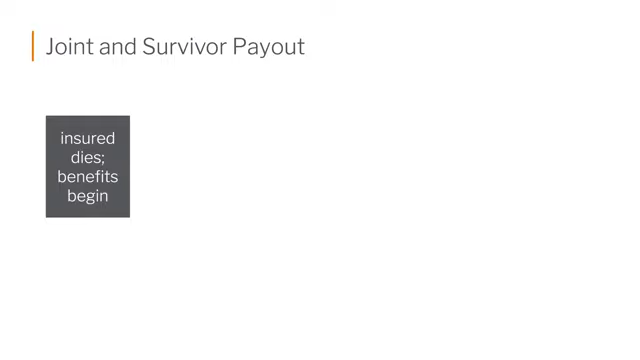 Joint and Survivor Payout
insured
dies;
benefits
begin